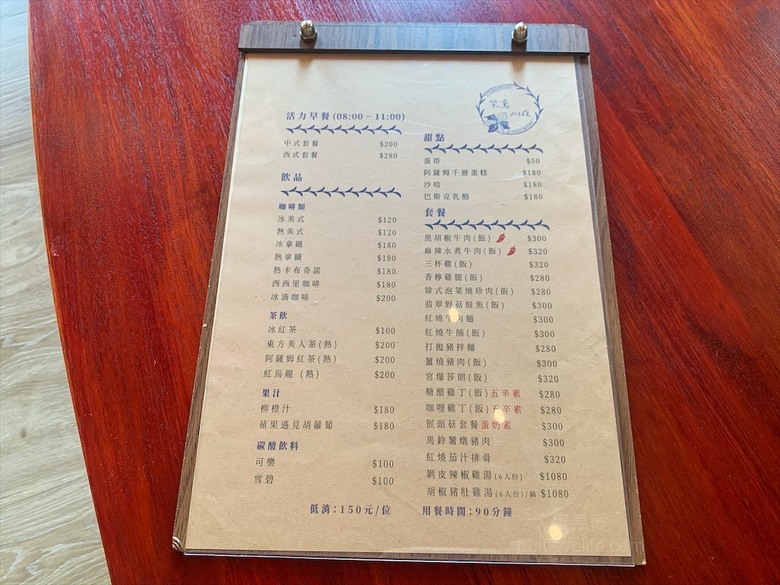 活力早餐(08:00－11:00)
中式套餐 $200
西式套餐 $280
飲品
咖啡類
冰美式 $120
熱美式 $120
冰拿鐵 $180
熱拿鐵 $180
熱卡布奇諾 $180
西西里咖啡 $180
冰滴咖啡 $200
茶飲
冰紅茶 $100
東方美人茶(熱) $200
阿薩姆紅茶(熱) $200
紅烏龍 (熱) $200
果汁
柳橙汁 $180
蘋果遇見胡蘿蔔 $180
碳酸飲料
可樂 $100
雪碧 $100
甜點
蛋塔 $50
阿薩姆千層蛋糕 $180
沙哈 $180
巴斯克乳酪 $180
套餐
黑胡椒牛肉(飯) $300
麻辣水煮牛肉(飯) $320
三杯雞(飯) $320
香檸雞腿(飯) $280
韓式泡菜燒珍肉(飯) $280
翡翠野菇鮭魚(飯) $300
紅燒牛肉麵 $300
紅燒牛腩(飯) $300
打拋豬拌麵 $280
薑燒豬肉(飯) $300
宮爆莎朗(飯) $320
糖醋雞丁(飯)五辛素 $280
咖哩雞丁(飯)五辛素 $280
猴頭菇套餐蛋奶素 $300
馬鈴薯燉豬肉 $300
紅燒茄汁排骨 $320
剝皮辣椒雞湯(6人份) $1080
胡椒豬肚雞湯(6人份)/鍋 $1080
低消:150元/位 用餐時間:90分鐘